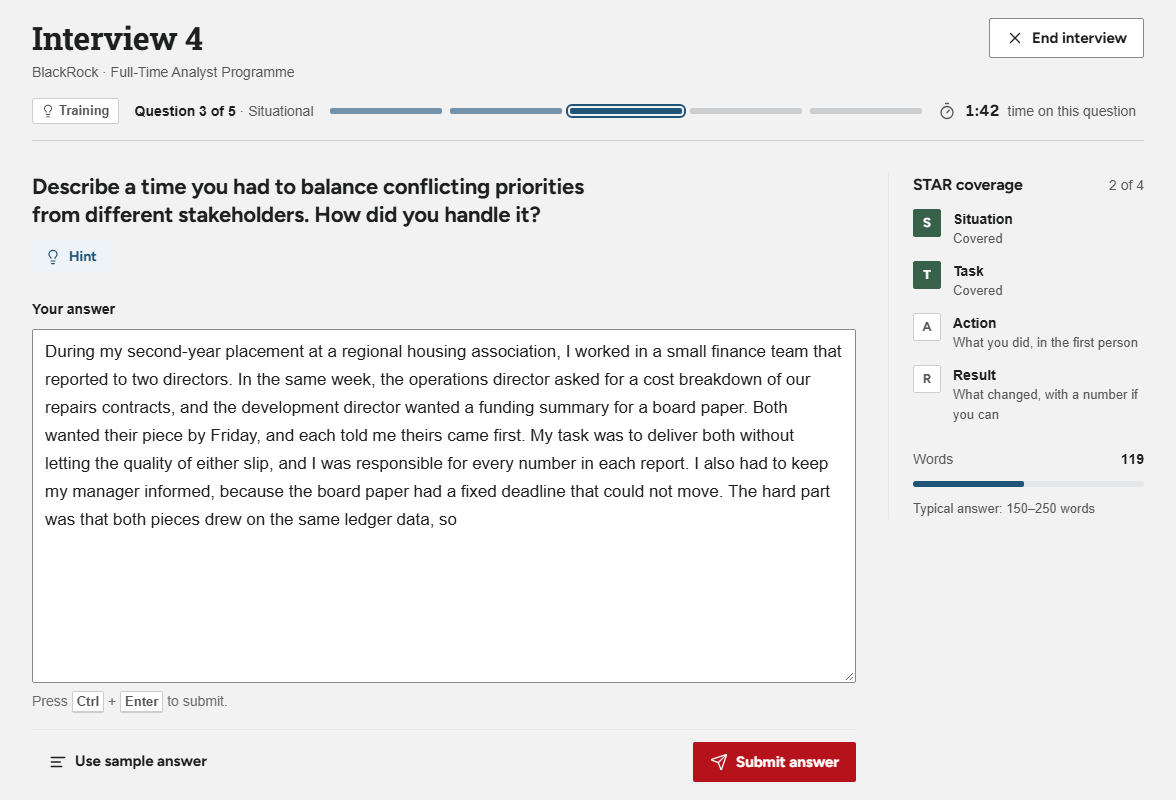 Interview 4
End interview
BlackRock · Full-Time Analyst Programme
Training
Question 3 of 5 · Situational
1:42 time on this question
Describe a time you had to balance conflicting priorities
from different stakeholders. How did you handle it?
Hint
Your answer
During my second-year placement at a regional housing association, I worked in a small finance team that
reported to two directors. In the same week, the operations director asked for a cost breakdown of our
repairs contracts, and the development director wanted a funding summary for a board paper. Both
wanted their piece by Friday, and each told me theirs came first. My task was to deliver both without
letting the quality of either slip, and I was responsible for every number in each report. I also had to keep
my manager informed, because the board paper had a fixed deadline that could not move. The hard part
was that both pieces drew on the same ledger data, so
Press Ctrl + Enter to submit.
Use sample answer
Submit answer
STAR coverage
2 of 4
S
Situation
Covered
T
Task
Covered
A
Action
What you did, in the first person
R
Result
What changed, with a number if
you can
Words
119
Typical answer: 150–250 words